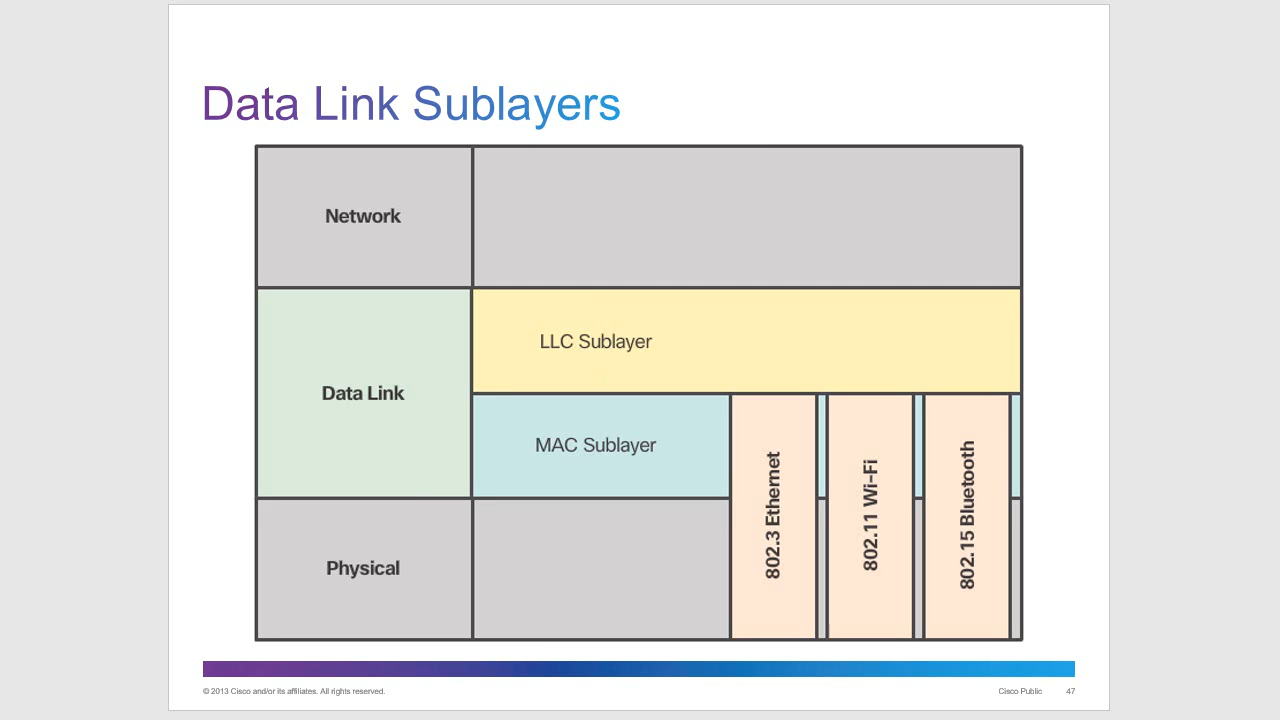 Data Link Sublayers
Network
LLC Sublayer
Data Link
MAC Sublayer
802.3 Ethernet
802.11 Wi-Fi
802.15 Bluetooth
Physical
© 2013 Cisco and/or its affiliates. All rights reserved.
Cisco Public
47